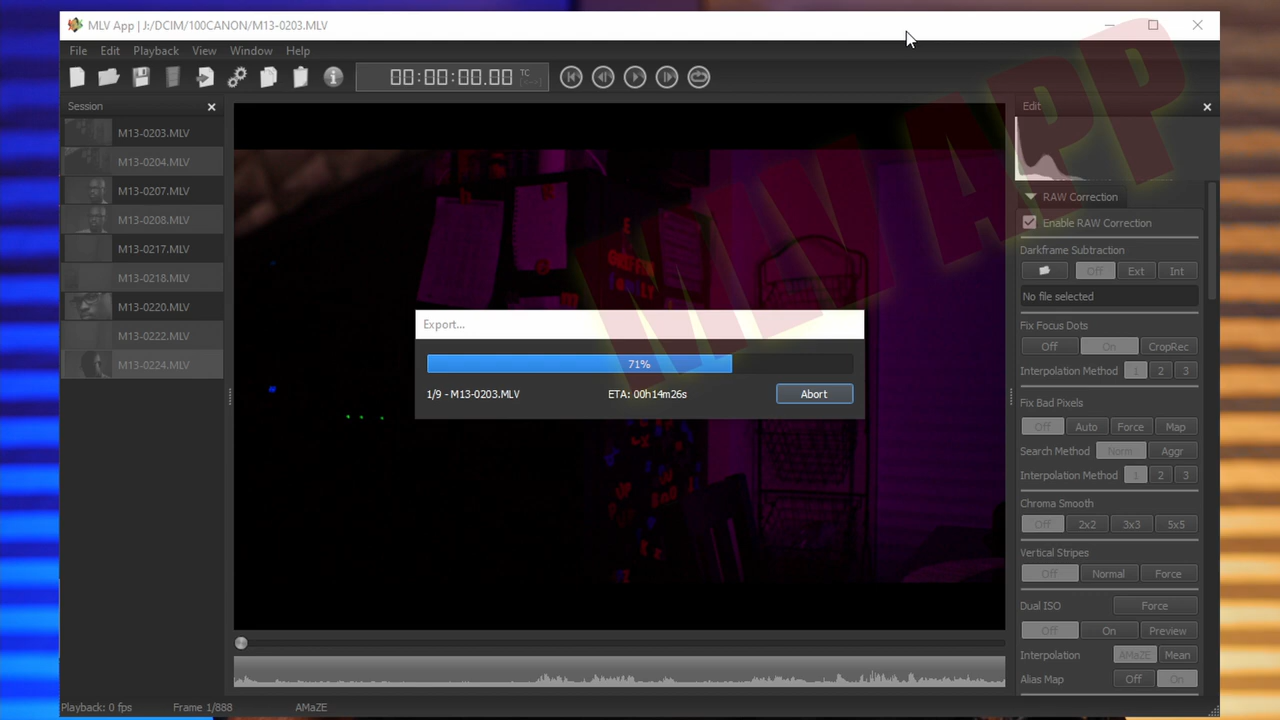 MLV App | J:/DCIM/100CANON/M13-0203.MLV
File Edit Playback View Window Help
00:00:00.00 TC
Session
Edit
M13-0203.MLV
M13-0204.MLV
M13-0207.MLV
M13-0208.MLV
M13-0217.MLV
M13-0218.MLV
M13-0220.MLV
M13-0222.MLV
M13-0224.MLV
MLV APP
Export...
71%
1/9 - M13-0203.MLV ETA: 00h14m26s Abort
RAW Correction
Enable RAW Correction
Darkframe Subtraction
Off Ext Int
No file selected
Fix Focus Dots
Off On CropRec
Interpolation Method 1 2 3
Fix Bad Pixels
Off Auto Force Map
Search Method Norm Aggr
Interpolation Method 1 2 3
Chroma Smooth
Off 2x2 3x3 5x5
Vertical Stripes
Off Normal Force
Dual ISO Force
Off On Preview
Interpolation AMaZE Mean
Alias Map Off On
Playback: 0 fps Frame 1/888 AMaZE